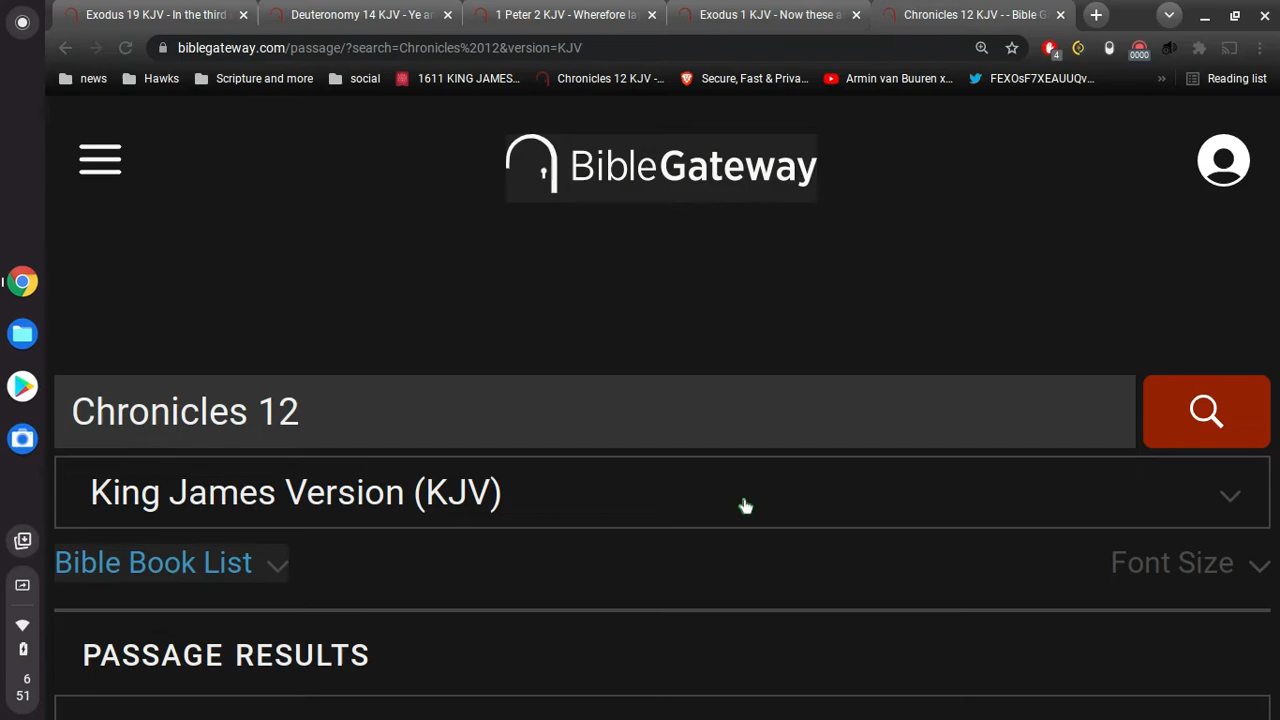 Exodus 19 KJV - In the third
Deuteronomy 14 KJV - Ye ar
1 Peter 2 KJV - Wherefore la
Exodus 1 KJV - Now these a
Chronicles 12 KJV - - Bible G
biblegateway.com/passage/?search=Chronicles%2012&version=KJV
4
0000
news
Hawks
Scripture and more
social
1611 KING JAMES...
Chronicles 12 KJV -...
Secure, Fast & Priva...
Armin van Buuren x...
FEXOsF7XEAUUQv...
»
Reading list
BibleGateway
Chronicles 12
King James Version (KJV)
Bible Book List
Font Size
PASSAGE RESULTS
6
51